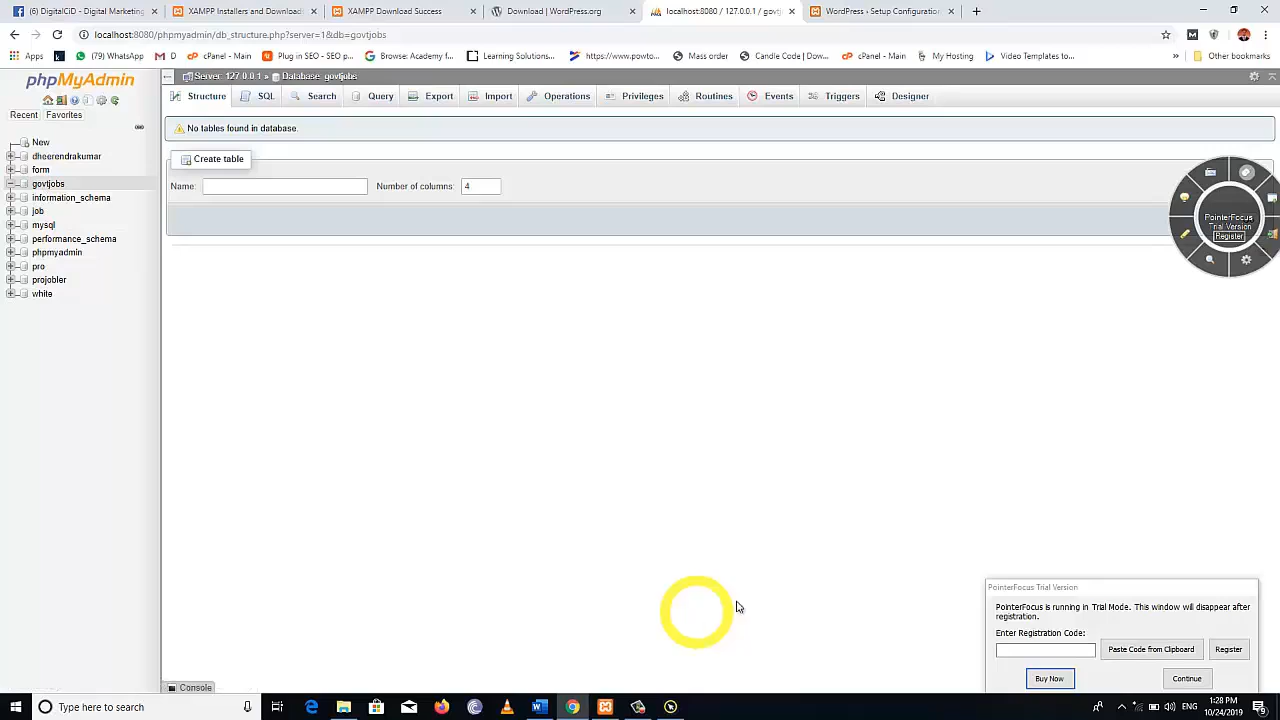 (6) DigitalCID - Digital Marketing
XAMPP Installers and Downloads
XAMPP Download Success
Download | WordPress.org
localhost:8080 / 127.0.0.1 / govtj
WordPress › Setup Configuration
localhost:8080/phpmyadmin/db_structure.php?server=1&db=govtjobs
Apps
(79) WhatsApp
D
cPanel - Main
Plug in SEO - SEO p...
Browse: Academy f...
Learning Solutions...
https://www.powto...
Mass order
Candle Code | Dow...
cPanel - Main
My Hosting
Video Templates to...
»
Other bookmarks
phpMyAdmin
Recent
Favorites
New
dheerendrakumar
form
govtjobs
information_schema
job
mysql
performance_schema
phpmyadmin
pro
projobler
white
Server: 127.0.0.1 » Database: govtjobs
Structure
SQL
Search
Query
Export
Import
Operations
Privileges
Routines
Events
Triggers
Designer
No tables found in database.
Create table
Name:
Number of columns: 4
PointerFocus
Trial Version
Register
PointerFocus Trial Version
PointerFocus is running in Trial Mode. This window will disappear after
registration.
Enter Registration Code:
Paste Code from Clipboard
Register
Buy Now
Continue
Console
Type here to search
ENG
1:28 PM
10/24/2019